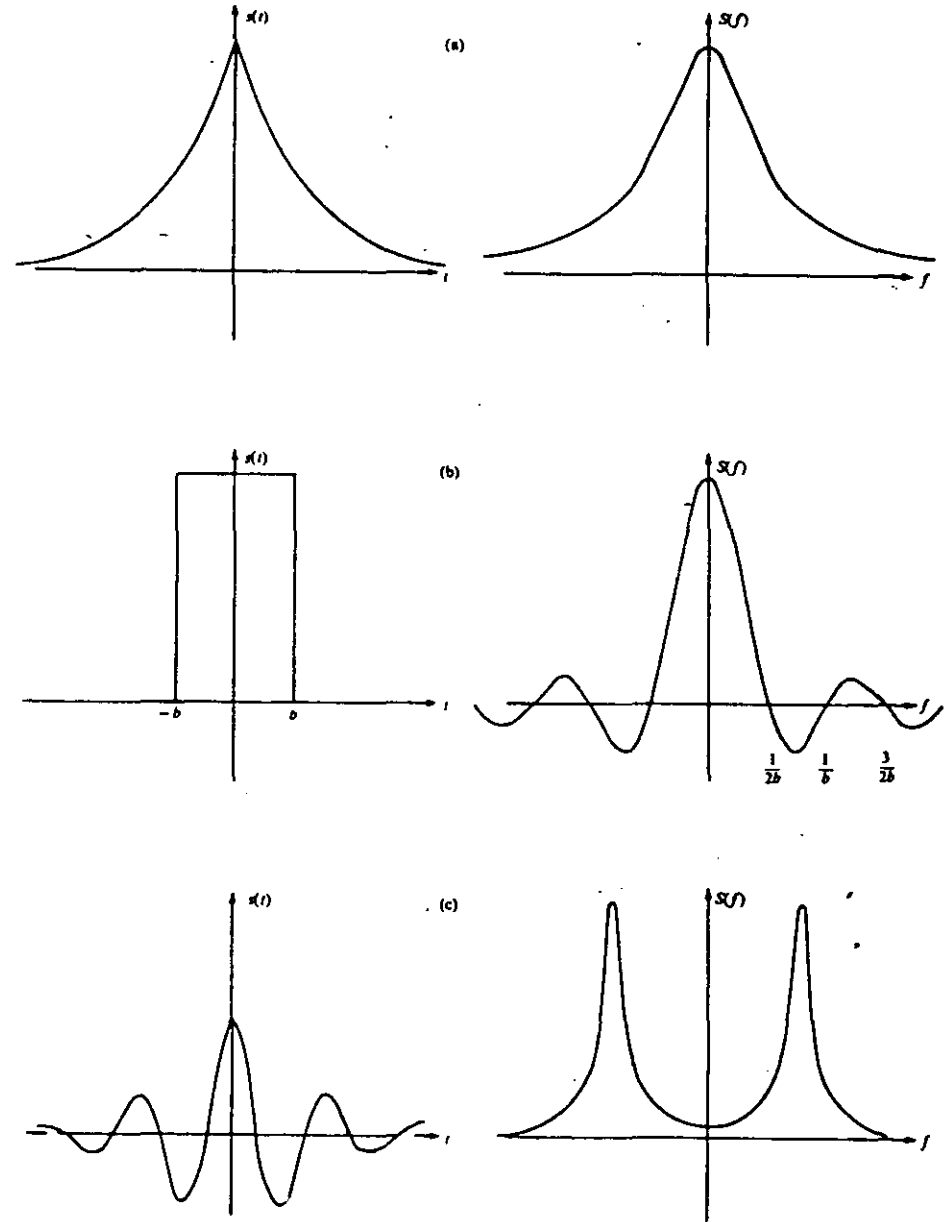 s(t)
(a)
S(f)
t
f
s(t)
(b)
S(f)
-b
b
t
f
1/2b
1/b
3/2b
s(t)
(c)
S(f)
t
f